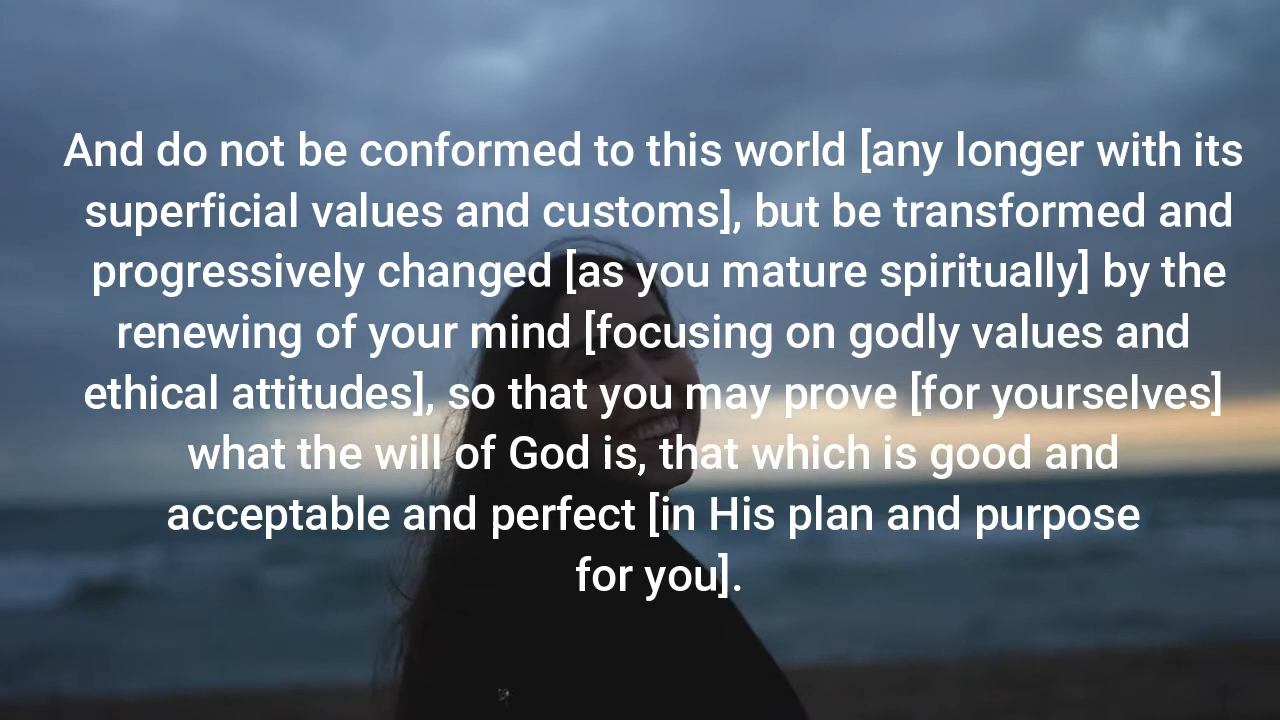 And do not be conformed to this world [any longer with its
superficial values and customs], but be transformed and
progressively changed [as you mature spiritually] by the
renewing of your mind [focusing on godly values and
ethical attitudes], so that you may prove [for yourselves]
what the will of God is, that which is good and
acceptable and perfect [in His plan and purpose
for you].